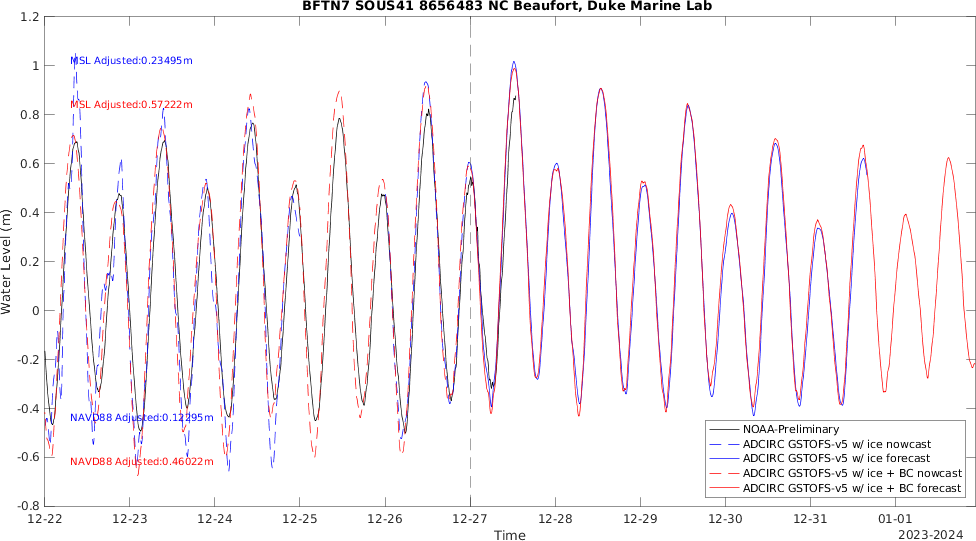 BFTN7 SOUS41 8656483 NC Beaufort, Duke Marine Lab
1.2
1
0.8
0.6
0.4
0.2
0
-0.2
-0.4
-0.6
-0.8
Water Level (m)
MSL Adjusted:0.23495m
MSL Adjusted:0.57222m
NAVD88 Adjusted:0.12295m
NAVD88 Adjusted:0.46022m
NOAA-Preliminary
ADCIRC GSTOFS-v5 w/ ice nowcast
ADCIRC GSTOFS-v5 w/ ice forecast
ADCIRC GSTOFS-v5 w/ ice + BC nowcast
ADCIRC GSTOFS-v5 w/ ice + BC forecast
12-22 12-23 12-24 12-25 12-26 12-27 12-28 12-29 12-30 12-31 01-01
Time
2023-2024